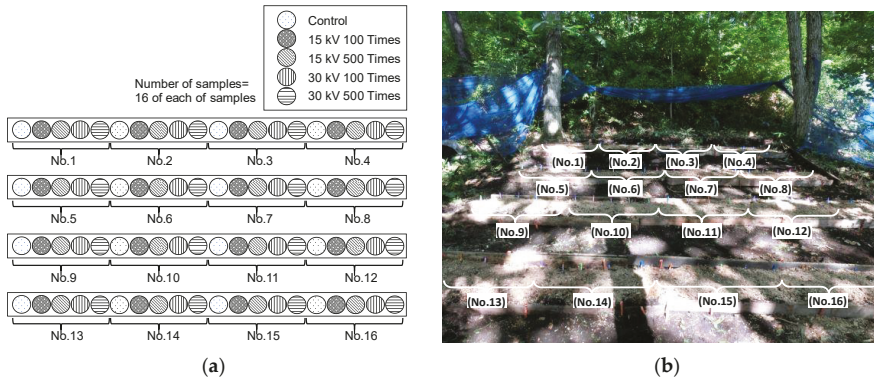 Control
15 kV 100 Times
15 kV 500 Times
30 kV 100 Times
30 kV 500 Times
Number of samples=
16 of each of samples
No.1 No.2 No.3 No.4
No.5 No.6 No.7 No.8
No.9 No.10 No.11 No.12
No.13 No.14 No.15 No.16
(a)
(No.1) (No.2) (No.3) (No.4)
(No.5) (No.6) (No.7) (No.8)
(No.9) (No.10) (No.11) (No.12)
(No.13) (No.14) (No.15) (No.16)
(b)